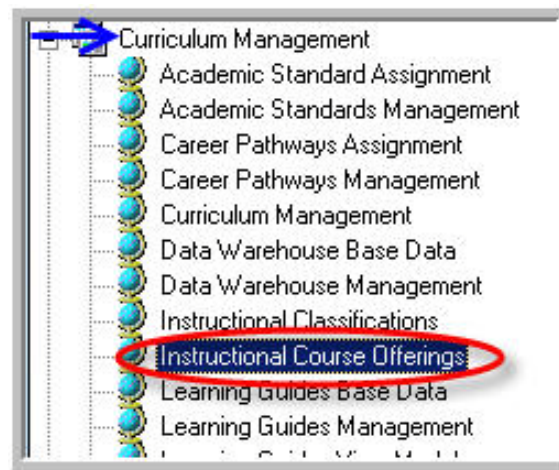 Curriculum Management
Academic Standard Assignment
Academic Standards Management
Career Pathways Assignment
Career Pathways Management
Curriculum Management
Data Warehouse Base Data
Data Warehouse Management
Instructional Classifications
Instructional Course Offerings
Learning Guides Base Data
Learning Guides Management